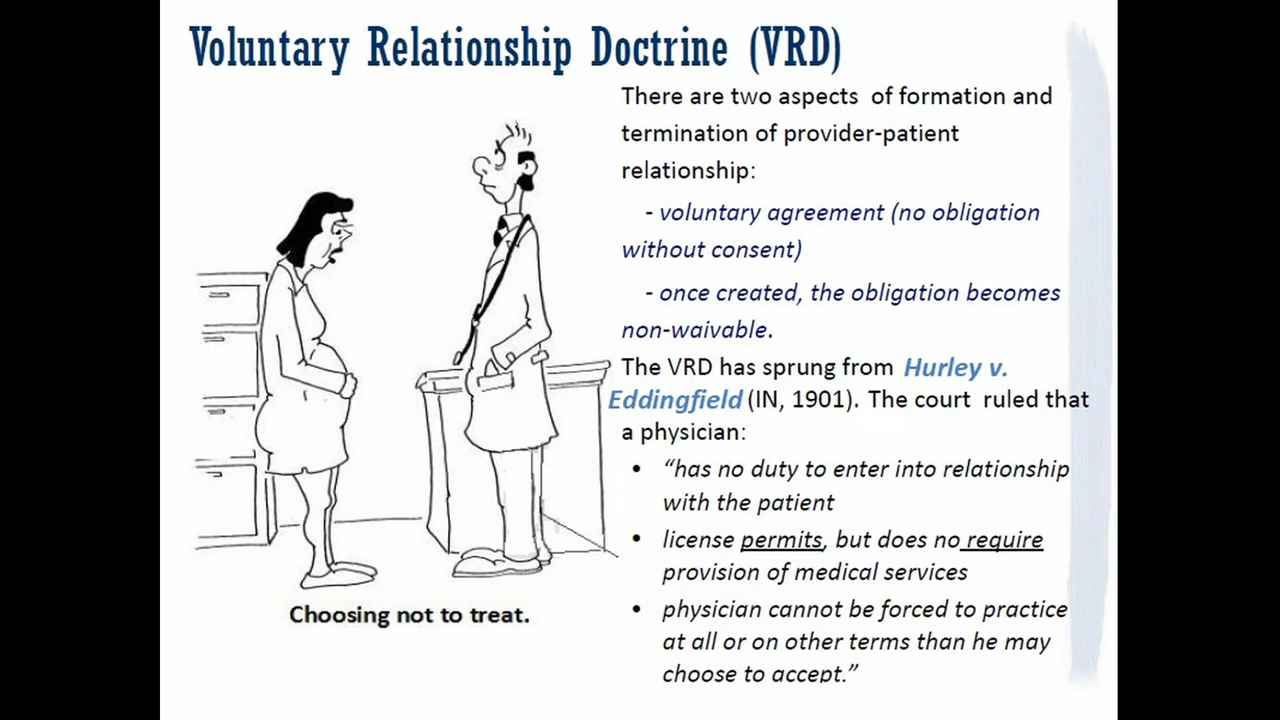 Voluntary Relationship Doctrine (VRD)
There are two aspects of formation and
termination of provider-patient
relationship:
- voluntary agreement (no obligation
without consent)
- once created, the obligation becomes
non-waivable.
The VRD has sprung from Hurley v.
Eddingfield (IN, 1901). The court ruled that
a physician:
• “has no duty to enter into relationship
with the patient
• license permits, but does no require
provision of medical services
• physician cannot be forced to practice
at all or on other terms than he may
choose to accept.”
Choosing not to treat.